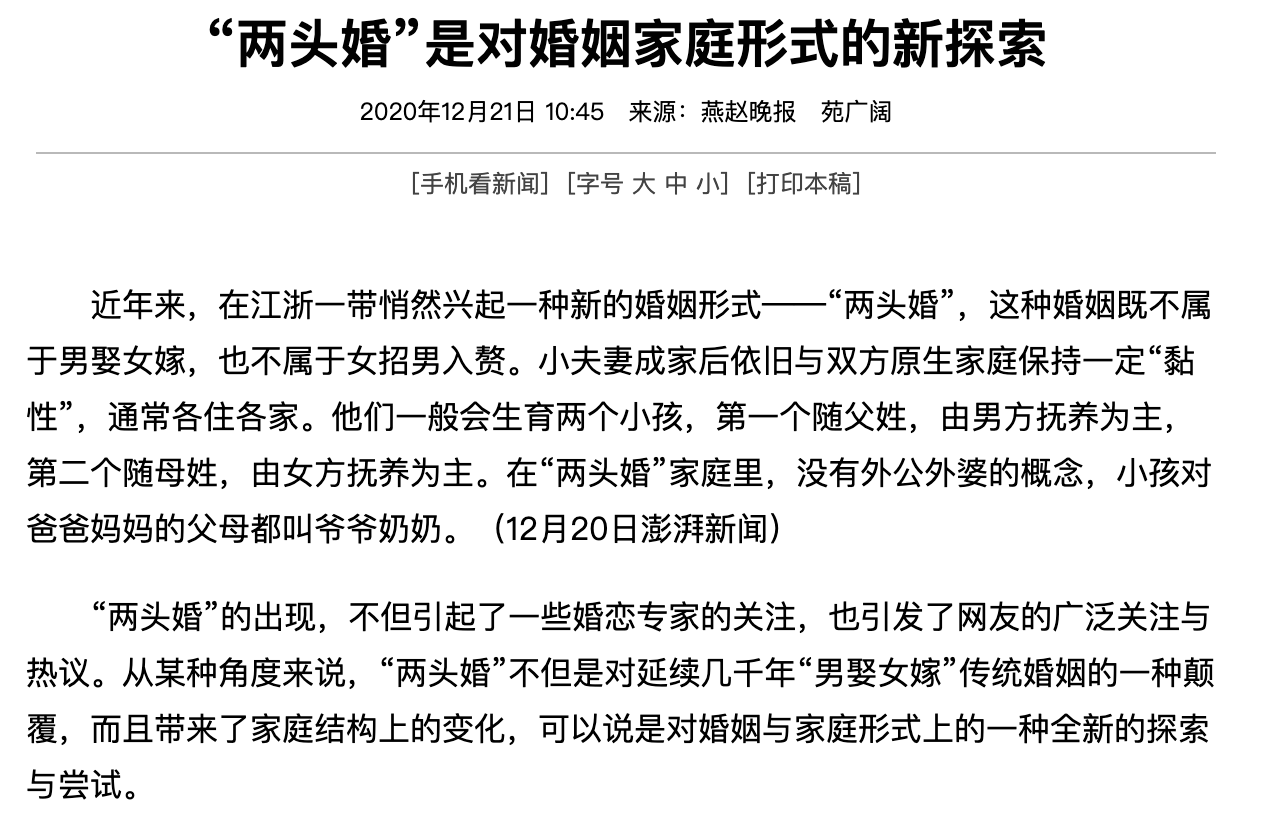 “两头婚”是对婚姻家庭形式的新探索
2020年12月21日 10:45 来源：燕赵晚报 苑广阔
[手机看新闻] [字号 大 中 小] [打印本稿]
近年来，在江浙一带悄然兴起一种新的婚姻形式——“两头婚”，这种婚姻既不属
于男娶女嫁，也不属于女招男入赘。小夫妻成家后依旧与双方原生家庭保持一定“黏
性”，通常各住各家。他们一般会生育两个小孩，第一个随父姓，由男方抚养为主，
第二个随母姓，由女方抚养为主。在“两头婚”家庭里，没有外公外婆的概念，小孩对
爸爸妈妈的父母都叫爷爷奶奶。（12月20日澎湃新闻）
“两头婚”的出现，不但引起了一些婚恋专家的关注，也引发了网友的广泛关注与
热议。从某种角度来说，“两头婚”不但是对延续几千年“男娶女嫁”传统婚姻的一种颠
覆，而且带来了家庭结构上的变化，可以说是对婚姻与家庭形式上的一种全新的探索
与尝试。